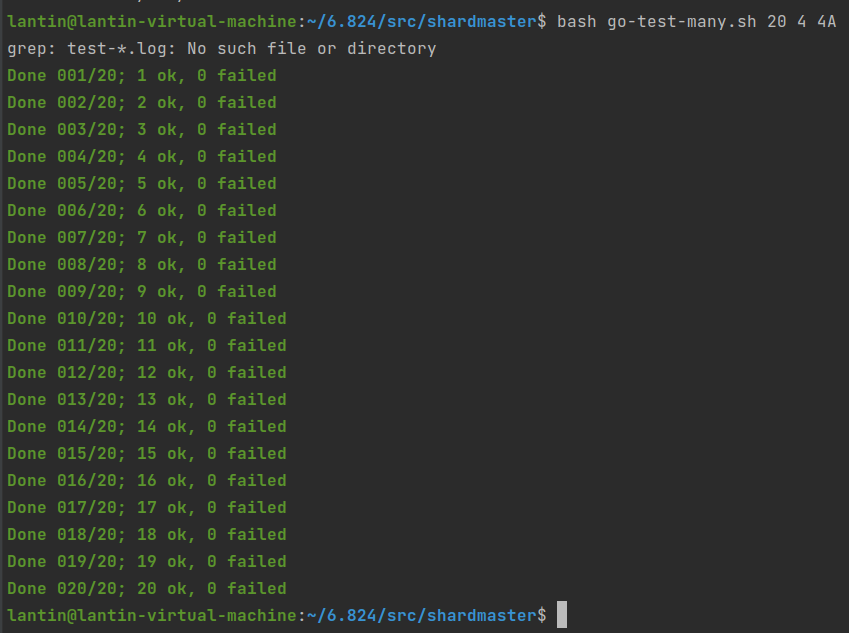 lantin@lantin-virtual-machine:~/6.824/src/shardmaster$ bash go-test-many.sh 20 4 4A
grep: test-*.log: No such file or directory
Done 001/20; 1 ok, 0 failed
Done 002/20; 2 ok, 0 failed
Done 003/20; 3 ok, 0 failed
Done 004/20; 4 ok, 0 failed
Done 005/20; 5 ok, 0 failed
Done 006/20; 6 ok, 0 failed
Done 007/20; 7 ok, 0 failed
Done 008/20; 8 ok, 0 failed
Done 009/20; 9 ok, 0 failed
Done 010/20; 10 ok, 0 failed
Done 011/20; 11 ok, 0 failed
Done 012/20; 12 ok, 0 failed
Done 013/20; 13 ok, 0 failed
Done 014/20; 14 ok, 0 failed
Done 015/20; 15 ok, 0 failed
Done 016/20; 16 ok, 0 failed
Done 017/20; 17 ok, 0 failed
Done 018/20; 18 ok, 0 failed
Done 019/20; 19 ok, 0 failed
Done 020/20; 20 ok, 0 failed
lantin@lantin-virtual-machine:~/6.824/src/shardmaster$